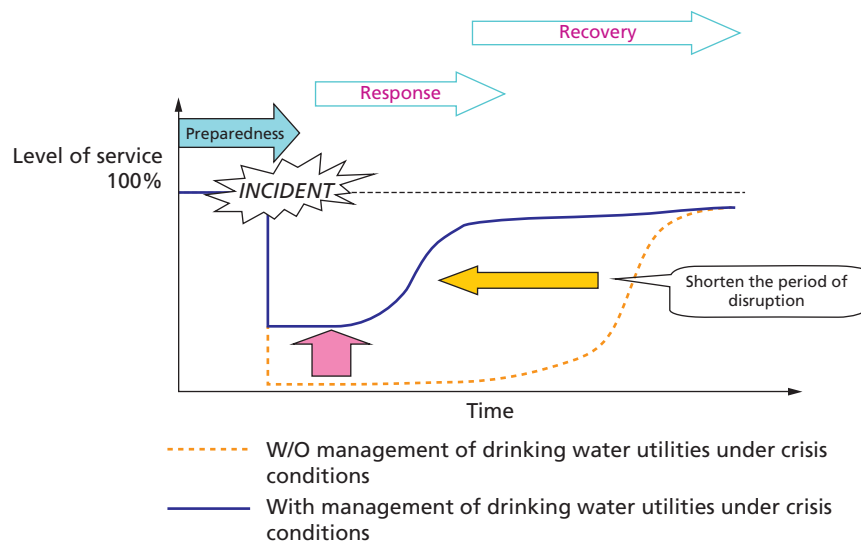 Recovery
Response
Preparedness
Level of service
100%
INCIDENT
Shorten the period of
disruption
Time
W/O management of drinking water utilities under crisis
conditions
With management of drinking water utilities under crisis
conditions